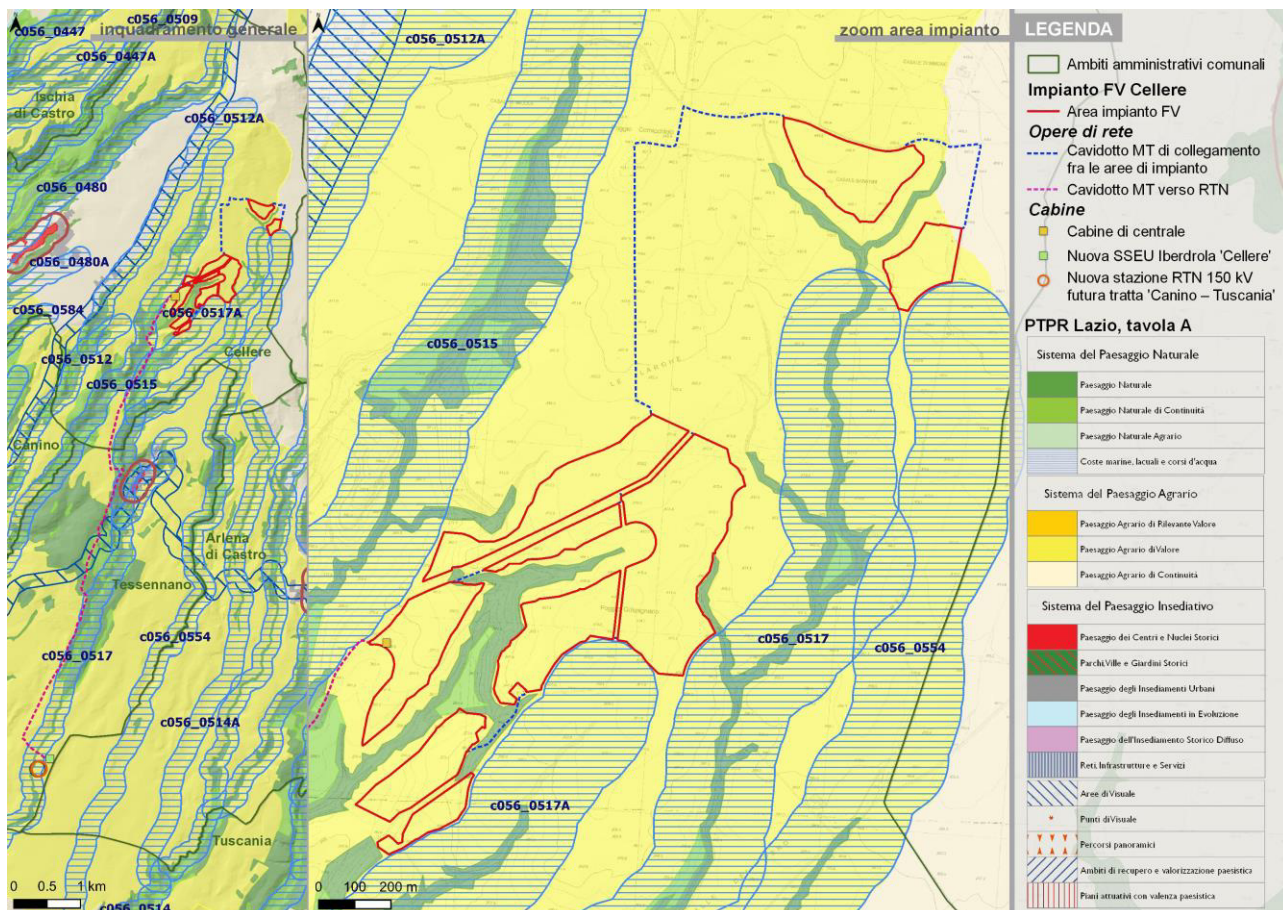 inquadramento generale
c056_0447
c056_0509
c056_0447A
Ischia
di Castro
c056_0512A
c056_0480
c056_0480A
c056_0584
c056_0517A
c056_0512
Cellere
c056_0515
Canino
Arlena
di Castro
Tessennano
c056_0554
c056_0517
c056_0514A
Tuscania
0 0.5 1 km
c056_0514
zoom area impianto
c056_0512A
c056_0515
c056_0517
c056_0554
c056_0517A
0 100 200 m
LEGENDA
Ambiti amministrativi comunali
Impianto FV Cellere
Area impianto FV
Opere di rete
Cavidotto MT di collegamento
fra le aree di impianto
Cavidotto MT verso RTN
Cabine
Cabine di centrale
Nuova SSEU Iberdrola 'Cellere'
Nuova stazione RTN 150 kV
futura tratta 'Canino – Tuscania'
PTPR Lazio, tavola A
Sistema del Paesaggio Naturale
Paesaggio Naturale
Paesaggio Naturale di Continuità
Paesaggio Naturale Agrario
Coste marine, lacuali e corsi d'acqua
Sistema del Paesaggio Agrario
Paesaggio Agrario di Rilevante Valore
Paesaggio Agrario di Valore
Paesaggio Agrario di Continuità
Sistema del Paesaggio Insediativo
Paesaggio dei Centri e Nuclei Storici
Parchi, Ville e Giardini Storici
Paesaggio degli Insediamenti Urbani
Paesaggio degli Insediamenti in Evoluzione
Paesaggio dell'Insediamento Storico Diffuso
Reti, Infrastrutture e Servizi
Aree di Visuale
Punti di Visuale
Percorsi panoramici
Ambiti di recupero e valorizzazione paesistica
Piani attuativi con valenza paesistica